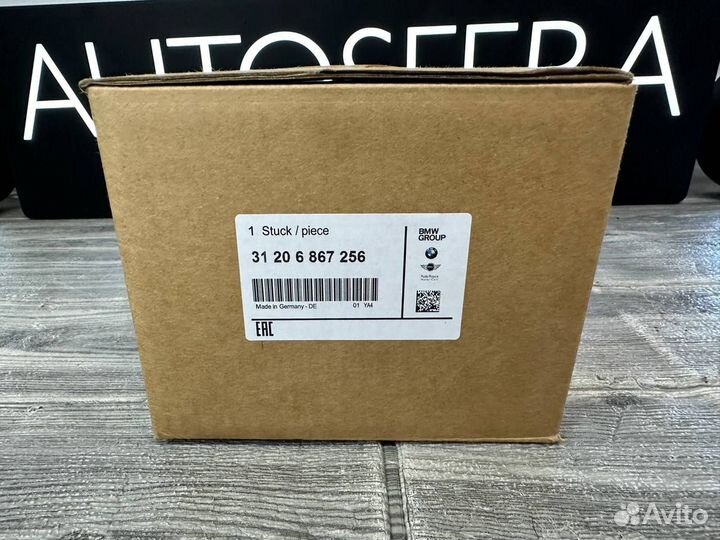 AUTOSFERA
1 Stuck / piece
31 20 6 867 256
Made in Germany - DE 01 YA4
EAC
BMW
GROUP
Avito